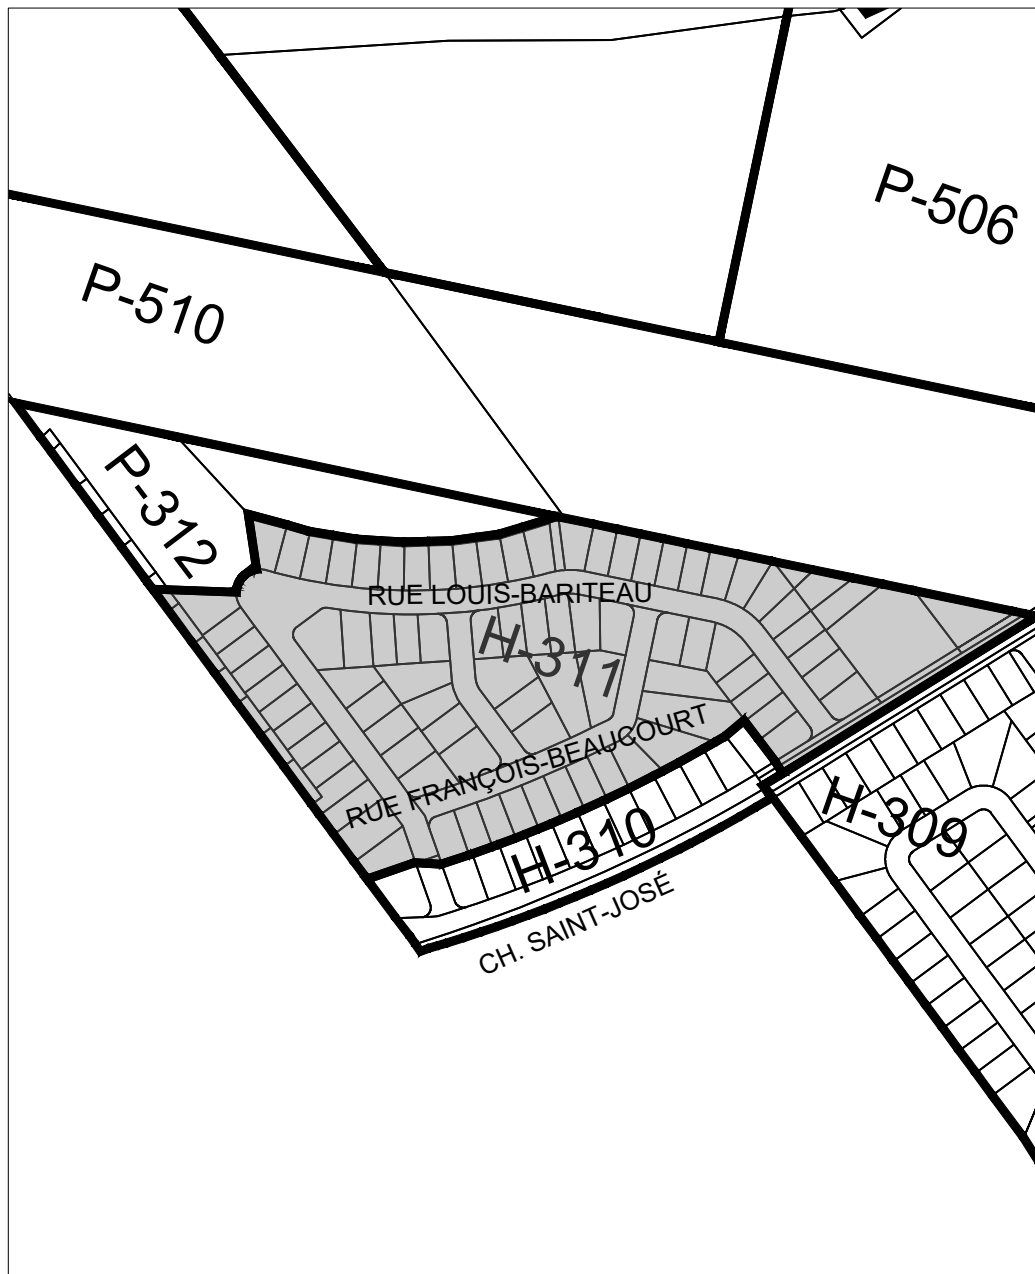 P-506
P-510
P-312
RUE LOUIS-BARITEAU
H-311
RUE FRANÇOIS-BEAUCOURT
H-310
H-309
CH. SAINT-JOSÉ